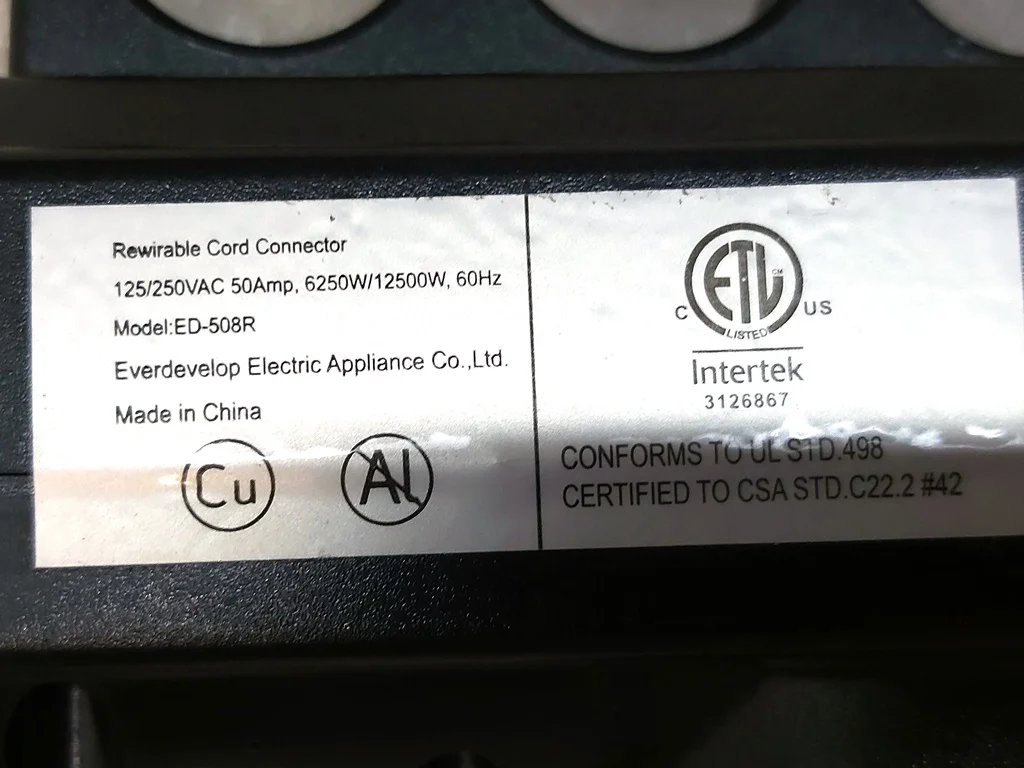 Rewirable Cord Connector
125/250VAC 50Amp, 6250W/12500W, 60Hz
Model:ED-508R
Everdevelop Electric Appliance Co.,Ltd.
Made in China
Cu
Al
ETL CM
C US
LISTED
Intertek
3126867
CONFORMS TO UL STD.498
CERTIFIED TO CSA STD.C22.2 #42